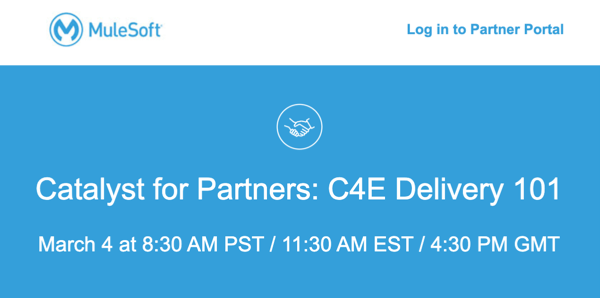 MuleSoft
Log in to Partner Portal
Catalyst for Partners: C4E Delivery 101
March 4 at 8:30 AM PST / 11:30 AM EST / 4:30 PM GMT